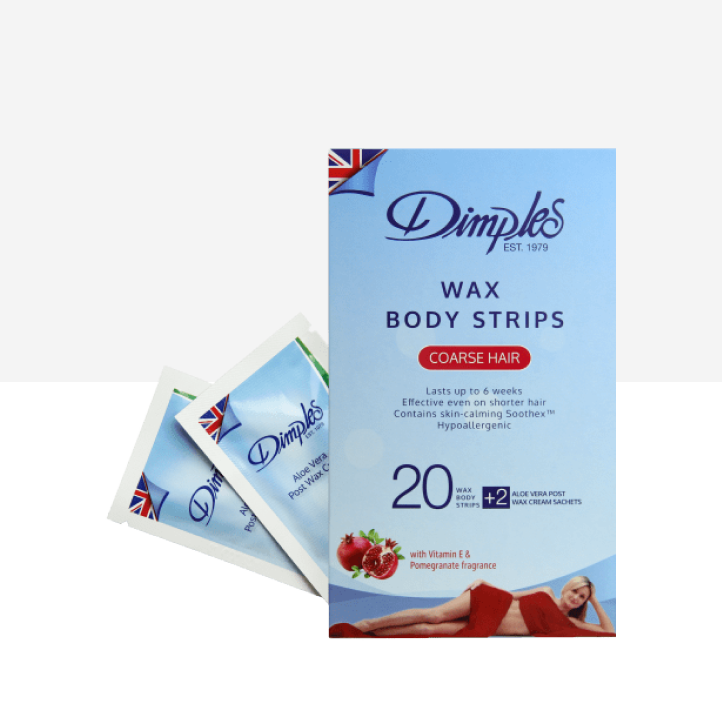 Dimples
EST. 1979
WAX
BODY STRIPS
COARSE HAIR
Lasts up to 6 weeks
Effective even on shorter hair
Contains skin-calming Soothex™
Hypoallergenic
20
WAX
BODY
STRIPS
+2
ALOE VERA POST
WAX CREAM SACHETS
with Vitamin E &
Pomegranate fragrance
Dimples
EST. 1979
Aloe Vera
Post Wax